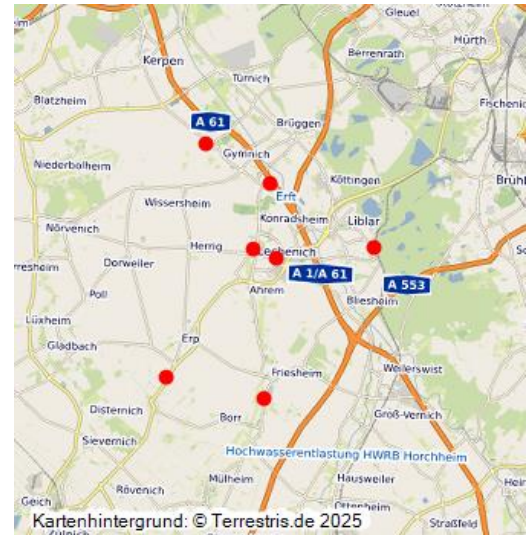 Gleuel
Hürth
Kerpen
Berrenrath
Türnich
Blatzheim
Fischenic
A 61
Brüggen
Gymnich
Niederbolheim
Köttingen
Brühl
Erft
Wissersheim
Konradsheim
Liblar
Nörvenich
Herrig
Lechenich
Dorweiler
A 1/A 61
A 553
Ahrem
Poll
Bliesheim
Lüxheim
Erp
Gladbach
Friesheim
Weilerswist
Disternich
Borr
Groß-Vernich
Sievernich
Hochwasserentlastung HWRB Horchheim
Mülheim
Hausweiler
Rövenich
Geich
Kartenhintergrund: © Terrestris.de 2025
Straßfeld